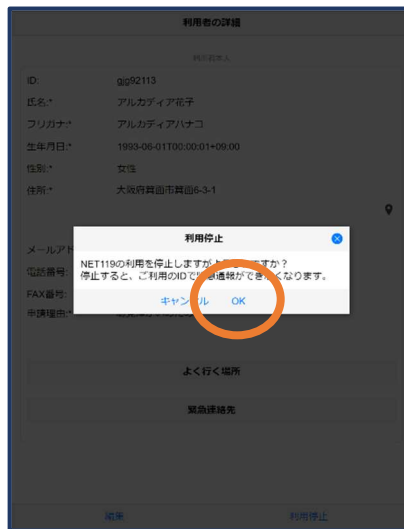 利用者の詳細
利用者本人
ID: gjg92113
氏名:* アルカディア花子
フリガナ:* アルカディアハナコ
生年月日:* 1993-06-01T00:00:01+09:00
性別:* 女性
住所:* 大阪府箕面市箕面6-3-1
利用停止
メールアド
NET119の利用を停止しますが
ですか?
停止すると、ご利用のIDで
急通報ができ
くなります。
電話番号:
キャン
ル OK
FAX番号:
申請理由:*
よく行く場所
緊急連絡先
編集 利用停止